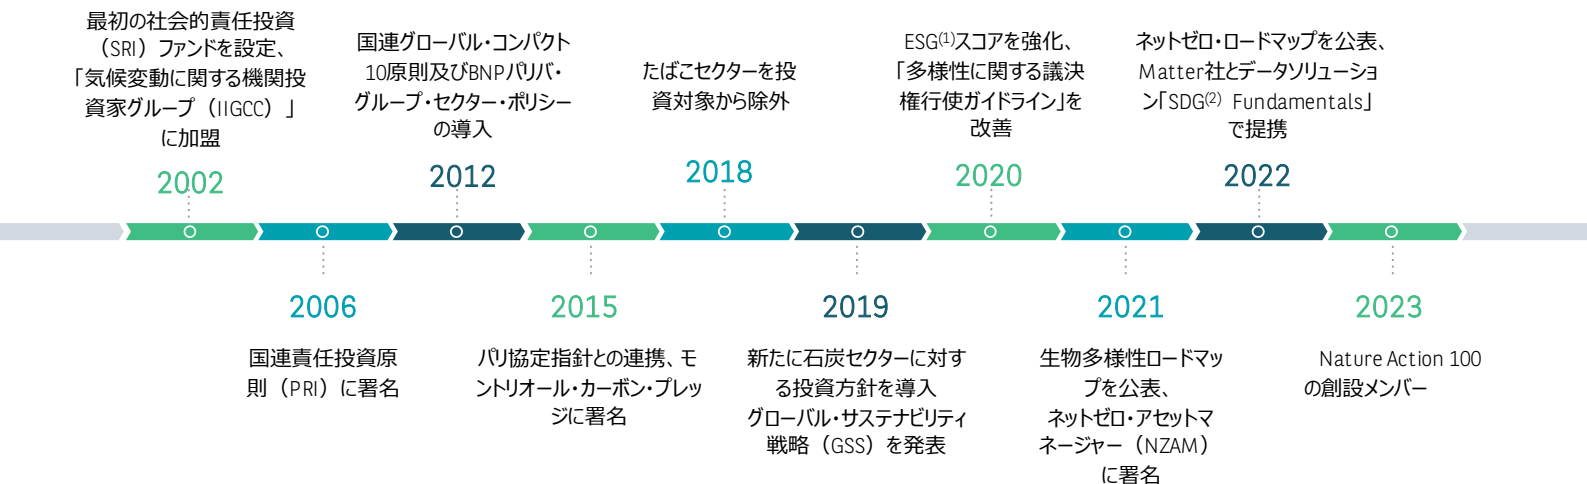 最初の社会的責任投資
（SRI）ファンドを設定、
「気候変動に関する機関投
資家グループ（IIGCC）」
に加盟
2002
国連グローバル・コンパクト
10原則及びBNPパリバ・
グループ・セクター・ポリシー
の導入
2012
たばこセクターを投
資対象から除外
2018
ESG(1)スコアを強化、
「多様性に関する議決
権行使ガイドライン」を
改善
2020
ネットゼロ・ロードマップを公表、
Matter社とデータソリューショ
ン「SDG(2) Fundamentals」
で提携
2022
2006
国連責任投資原
則（PRI）に署名
2015
パリ協定指針との連携、モ
ントリオール・カーボン・プレッ
ジに署名
2019
新たに石炭セクターに対す
る投資方針を導入
グローバル・サステナビリティ
戦略（GSS）を発表
2021
生物多様性ロードマッ
プを公表、
ネットゼロ・アセットマ
ネージャー（NZAM）
に署名
2023
Nature Action 100
の創設メンバー